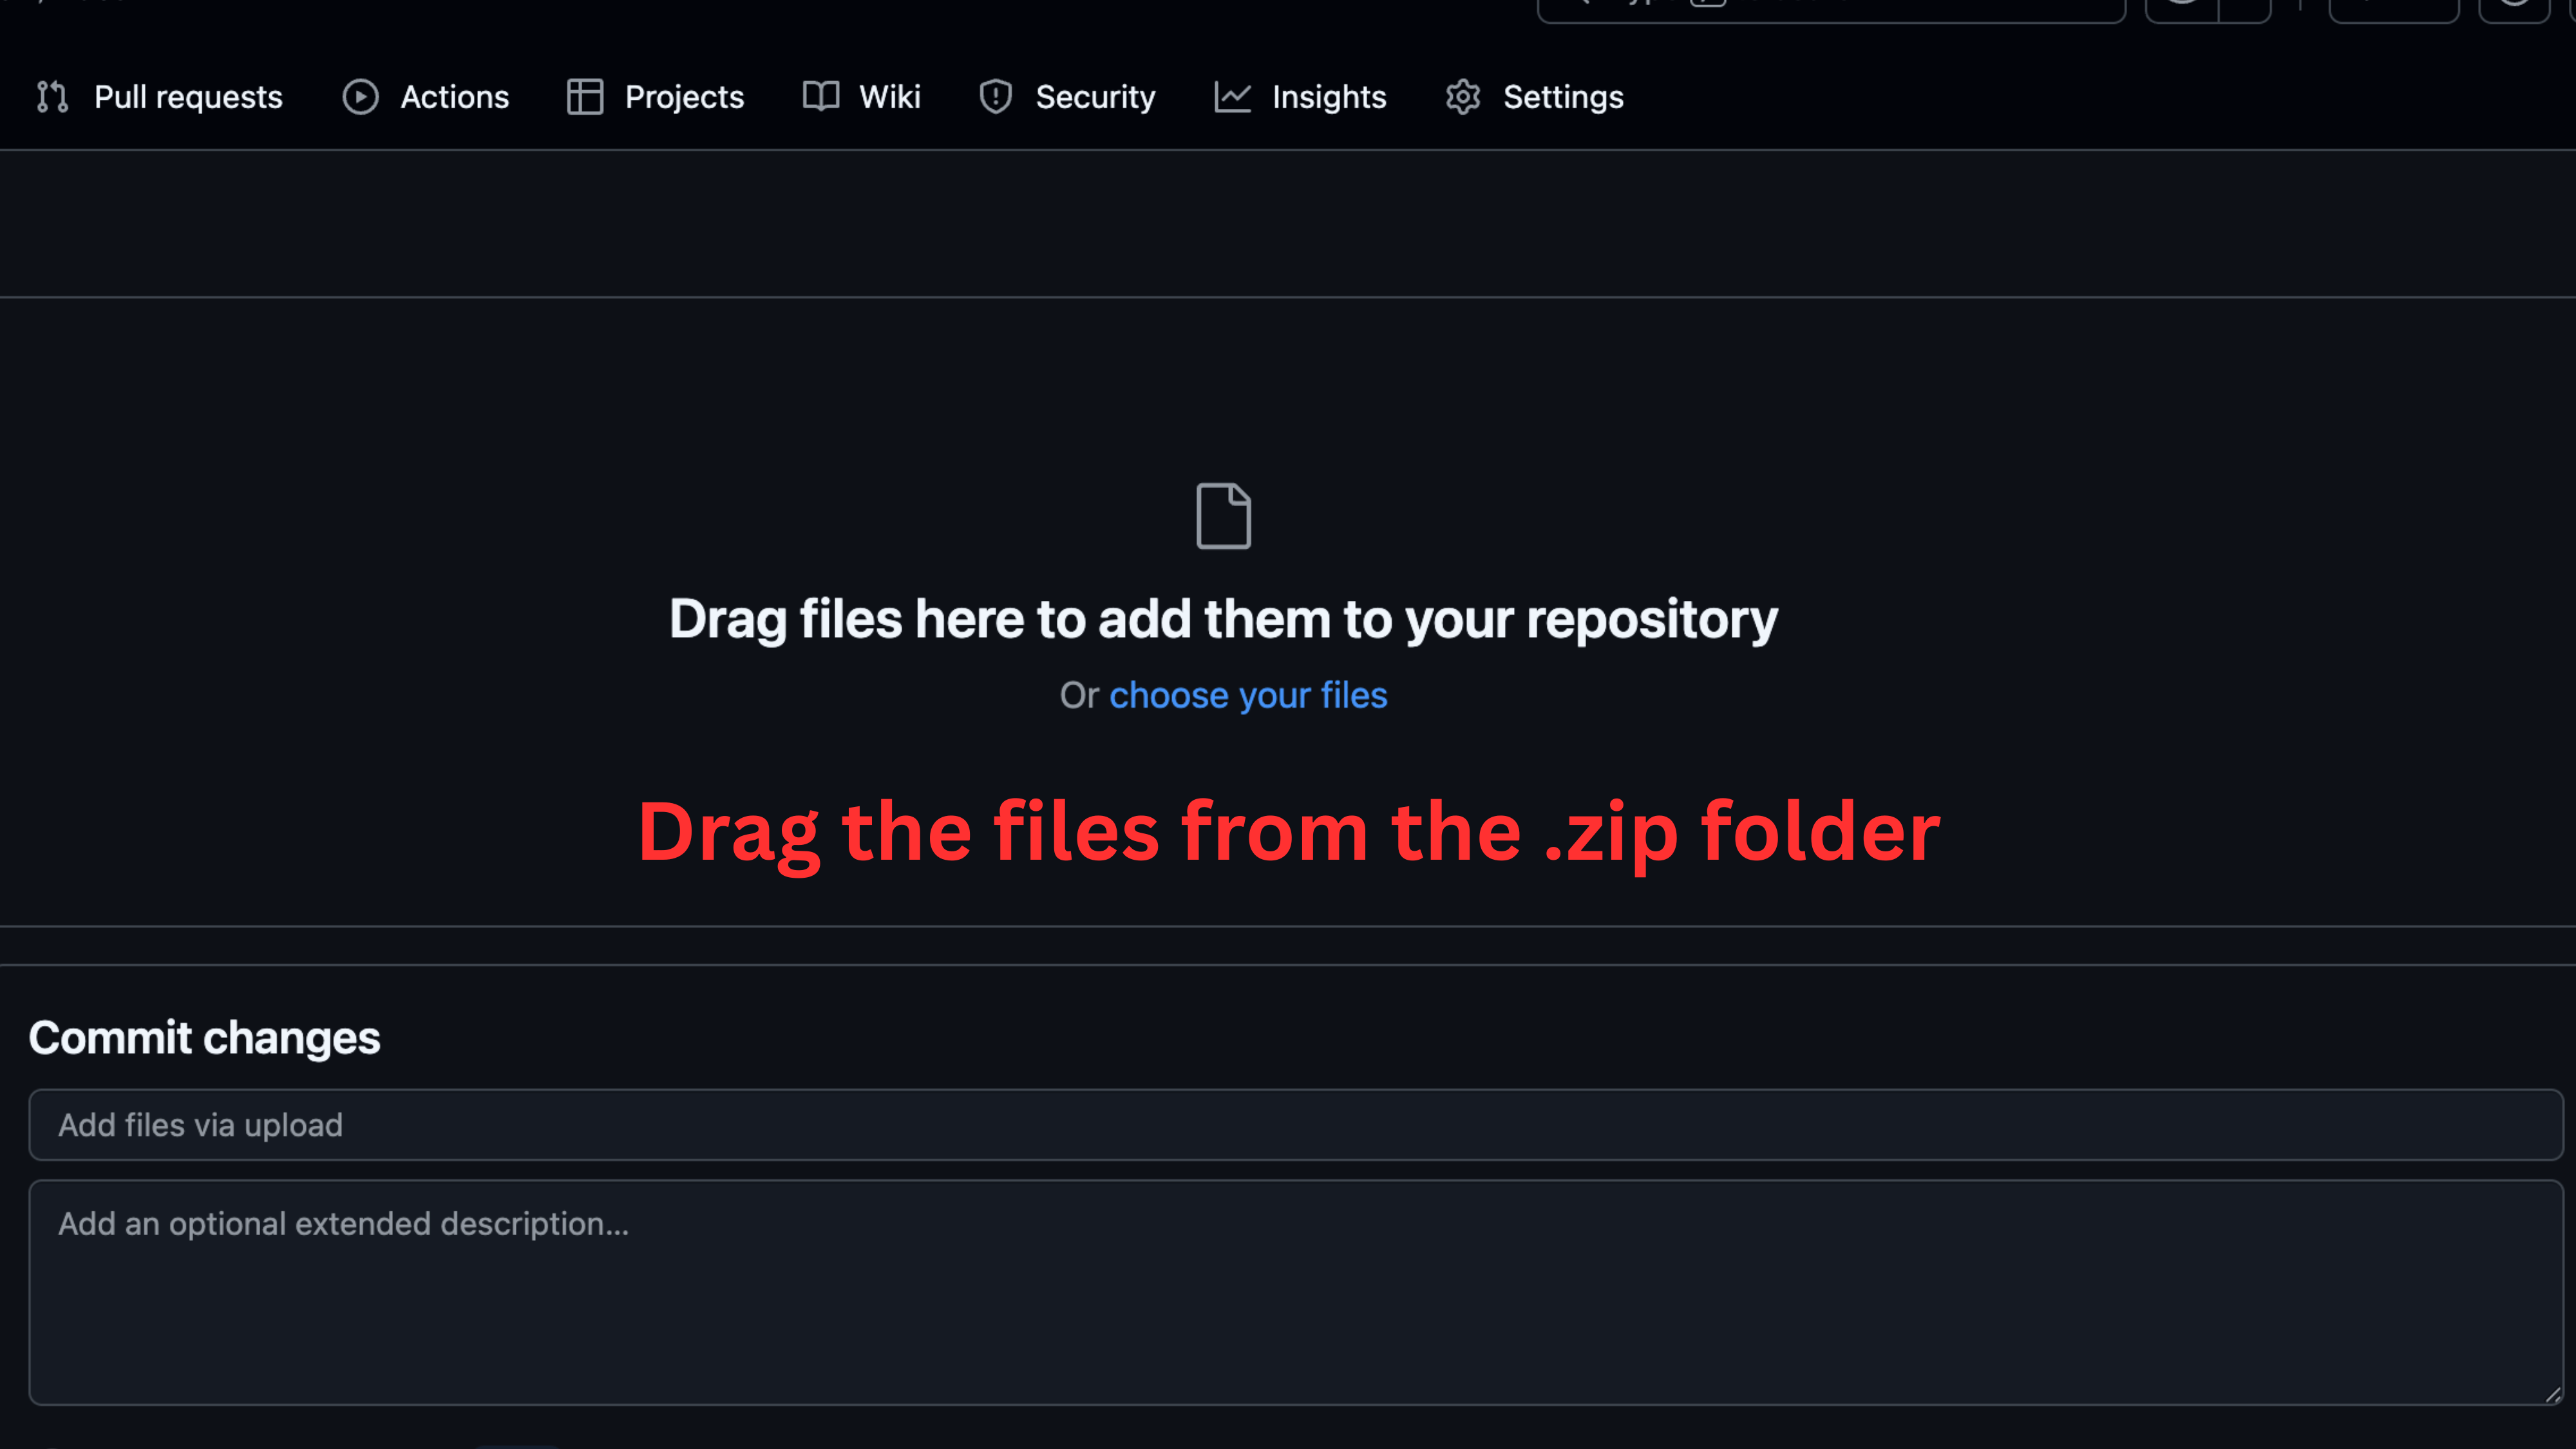 Pull requests Actions Projects Wiki Security Insights Settings
Drag files here to add them to your repository
Or choose your files
Drag the files from the .zip folder
Commit changes
Add files via upload
Add an optional extended description...